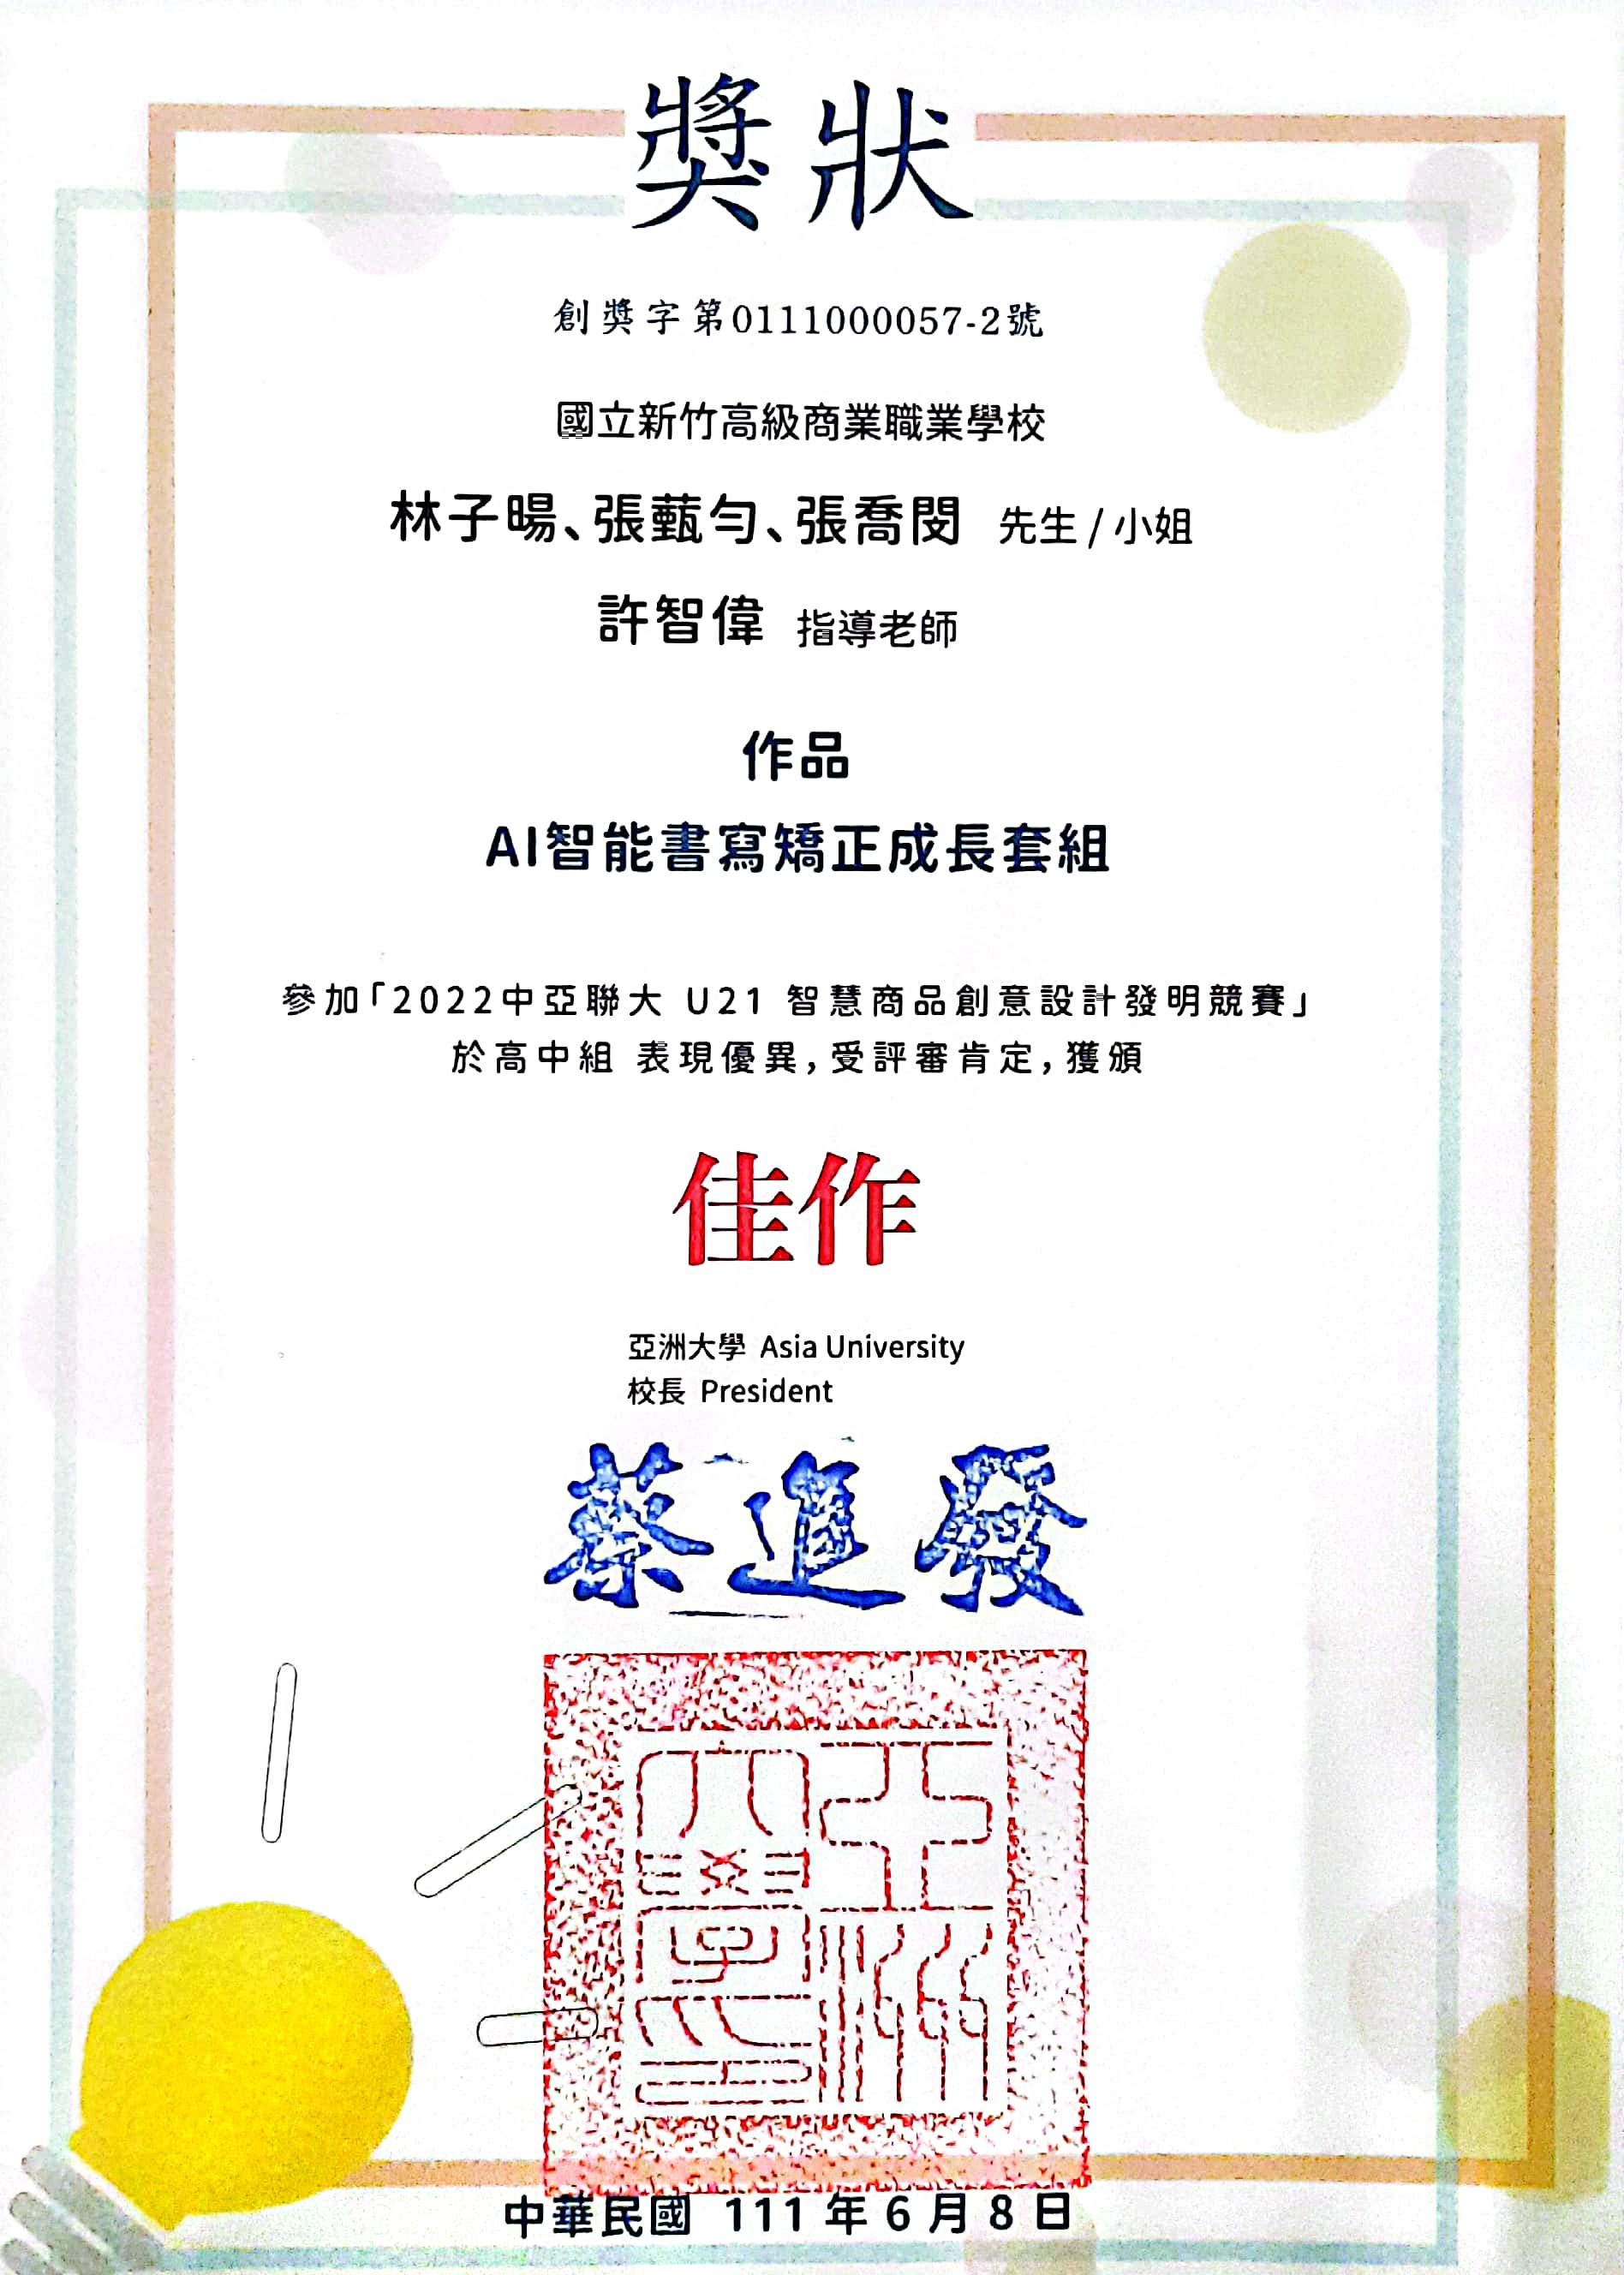 獎狀
創獎字第0111000057-2號
國立新竹高級商業職業學校
林子暘、張甄勻、張喬閔 先生/小姐
許智偉 指導老師
作品
AI智能書寫矯正成長套組
參加「2022中亞聯大 U21 智慧商品創意設計發明競賽」
於高中組 表現優異,受評審肯定,獲頒
佳作
亞洲大學 Asia University
校長 President
蔡進發
亞洲大學印
中華民國 111 年 6 月 8 日